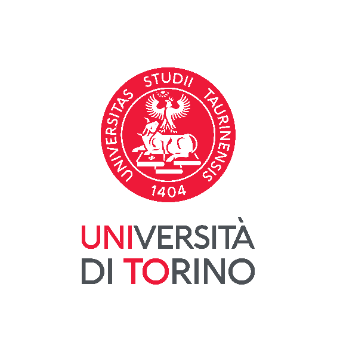 UNIVERSITAS STUDII TAURINENSIS
1404
UNIVERSITÀ
DI TORINO